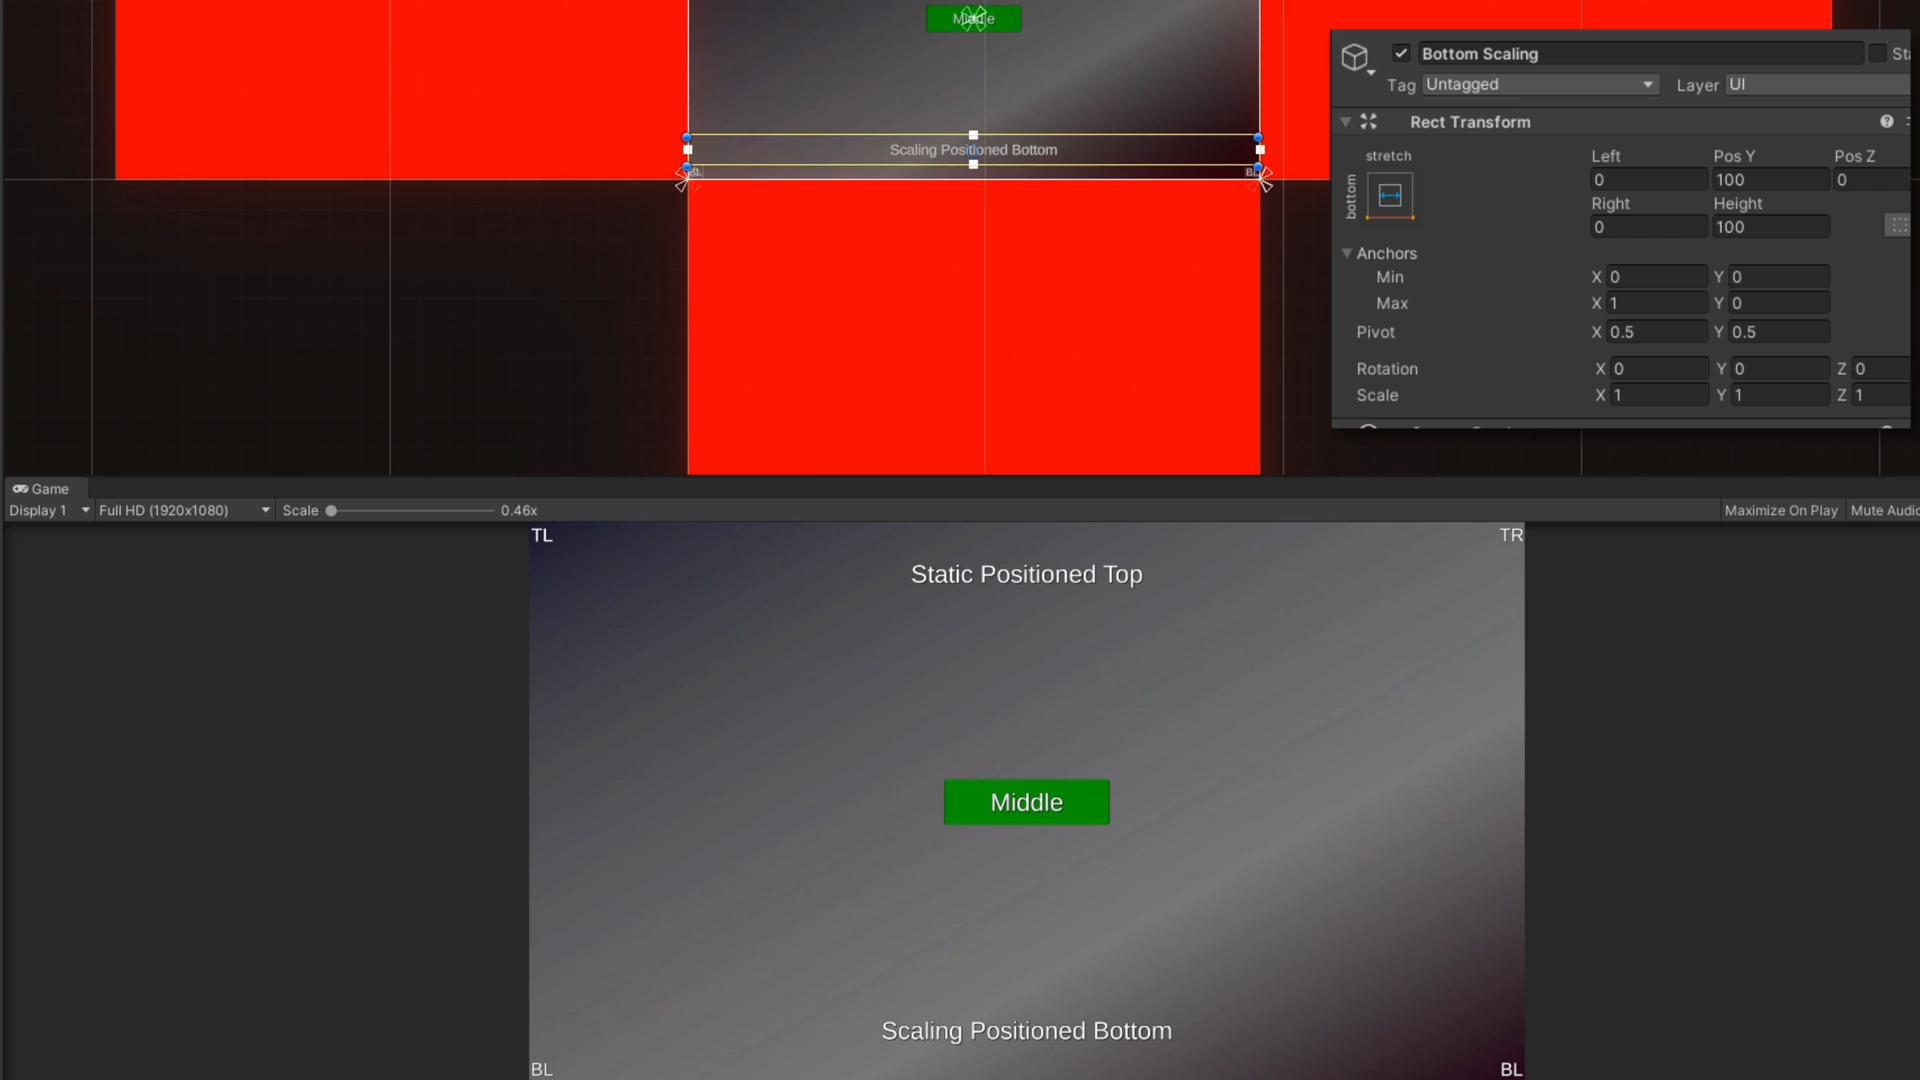 Middle
Bottom Scaling
Tag Untagged Layer UI
Rect Transform
stretch Left Pos Y Pos Z
bottom 0 100 0
Right Height
0 100
Anchors
Min X 0 Y 0
Max X 1 Y 0
Pivot X 0.5 Y 0.5
Rotation X 0 Y 0 Z 0
Scale X 1 Y 1 Z 1
Scaling Positioned Bottom
BL
Game
Display 1 Full HD (1920x1080) Scale 0.46x Maximize On Play Mute Audio
TL TR
Static Positioned Top
Middle
Scaling Positioned Bottom
BL BL